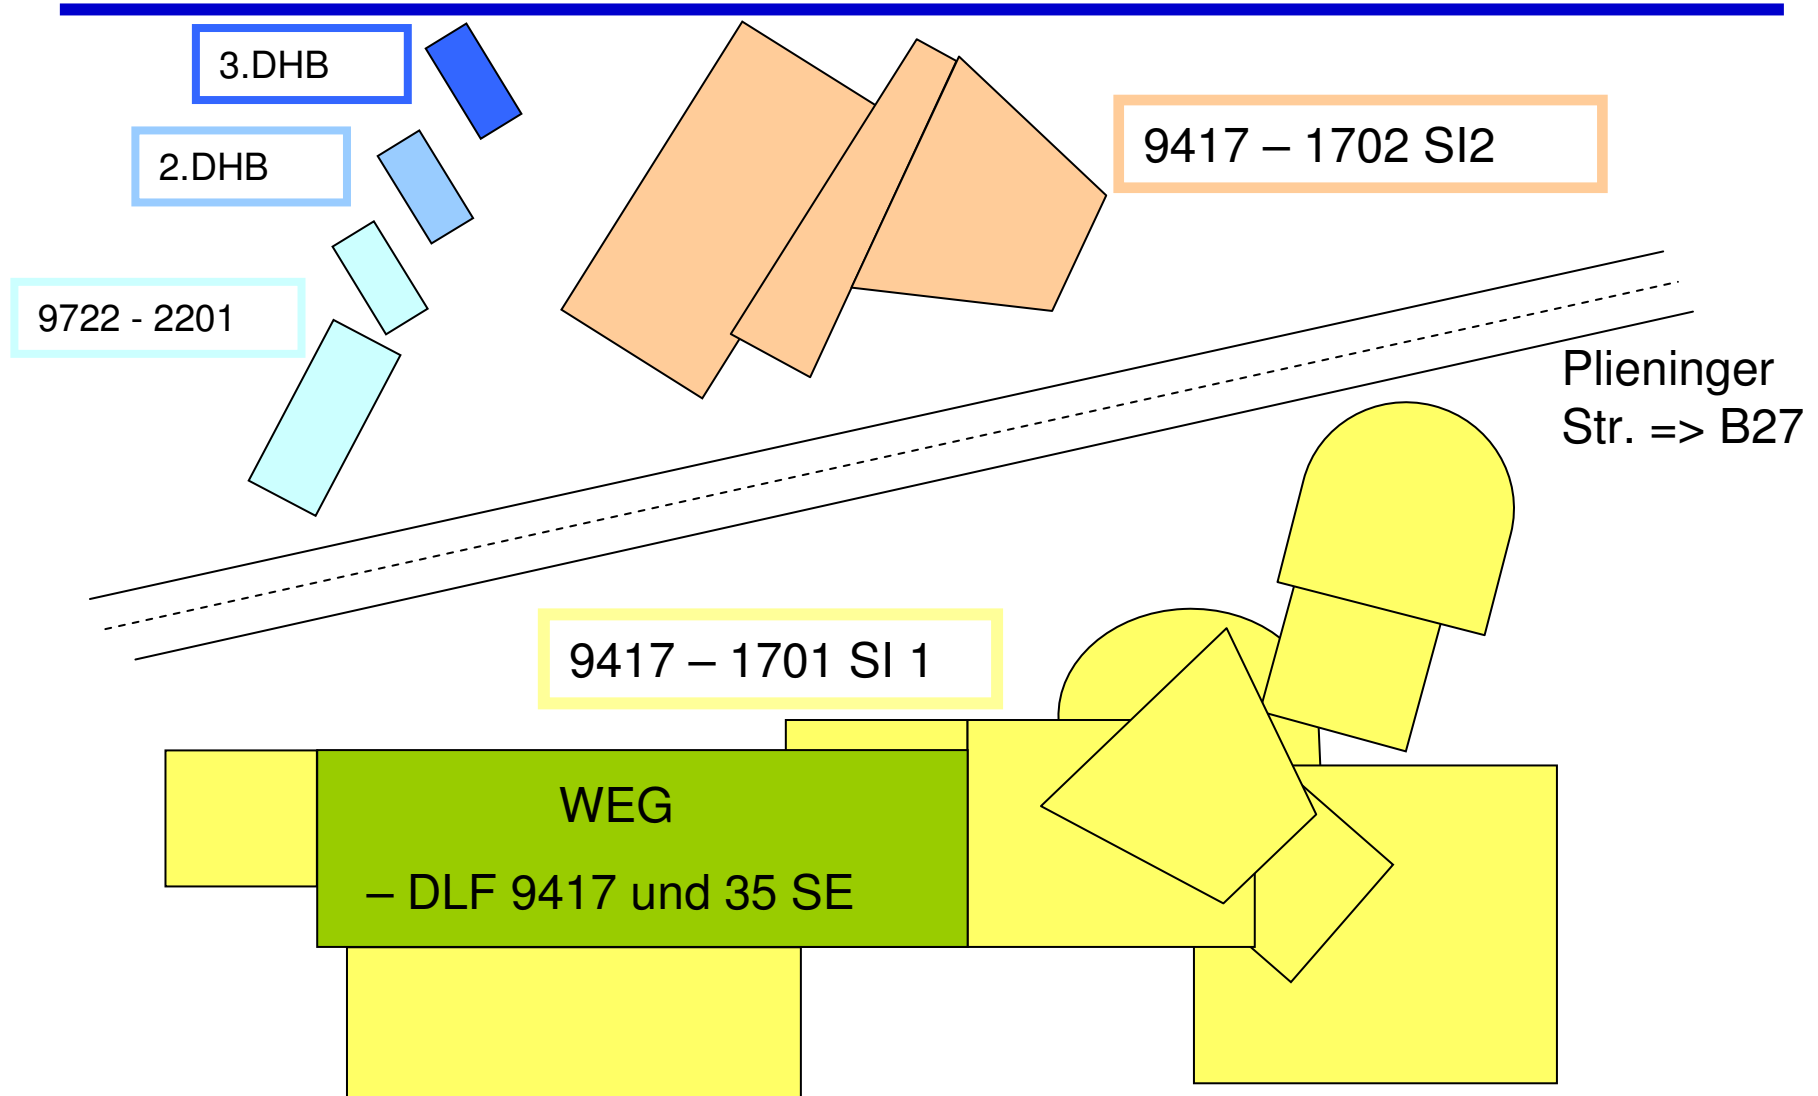 3.DHB
9417 – 1702 SI2
2.DHB
9722 - 2201
Plieninger
Str. => B27
9417 – 1701 SI 1
WEG
– DLF 9417 und 35 SE